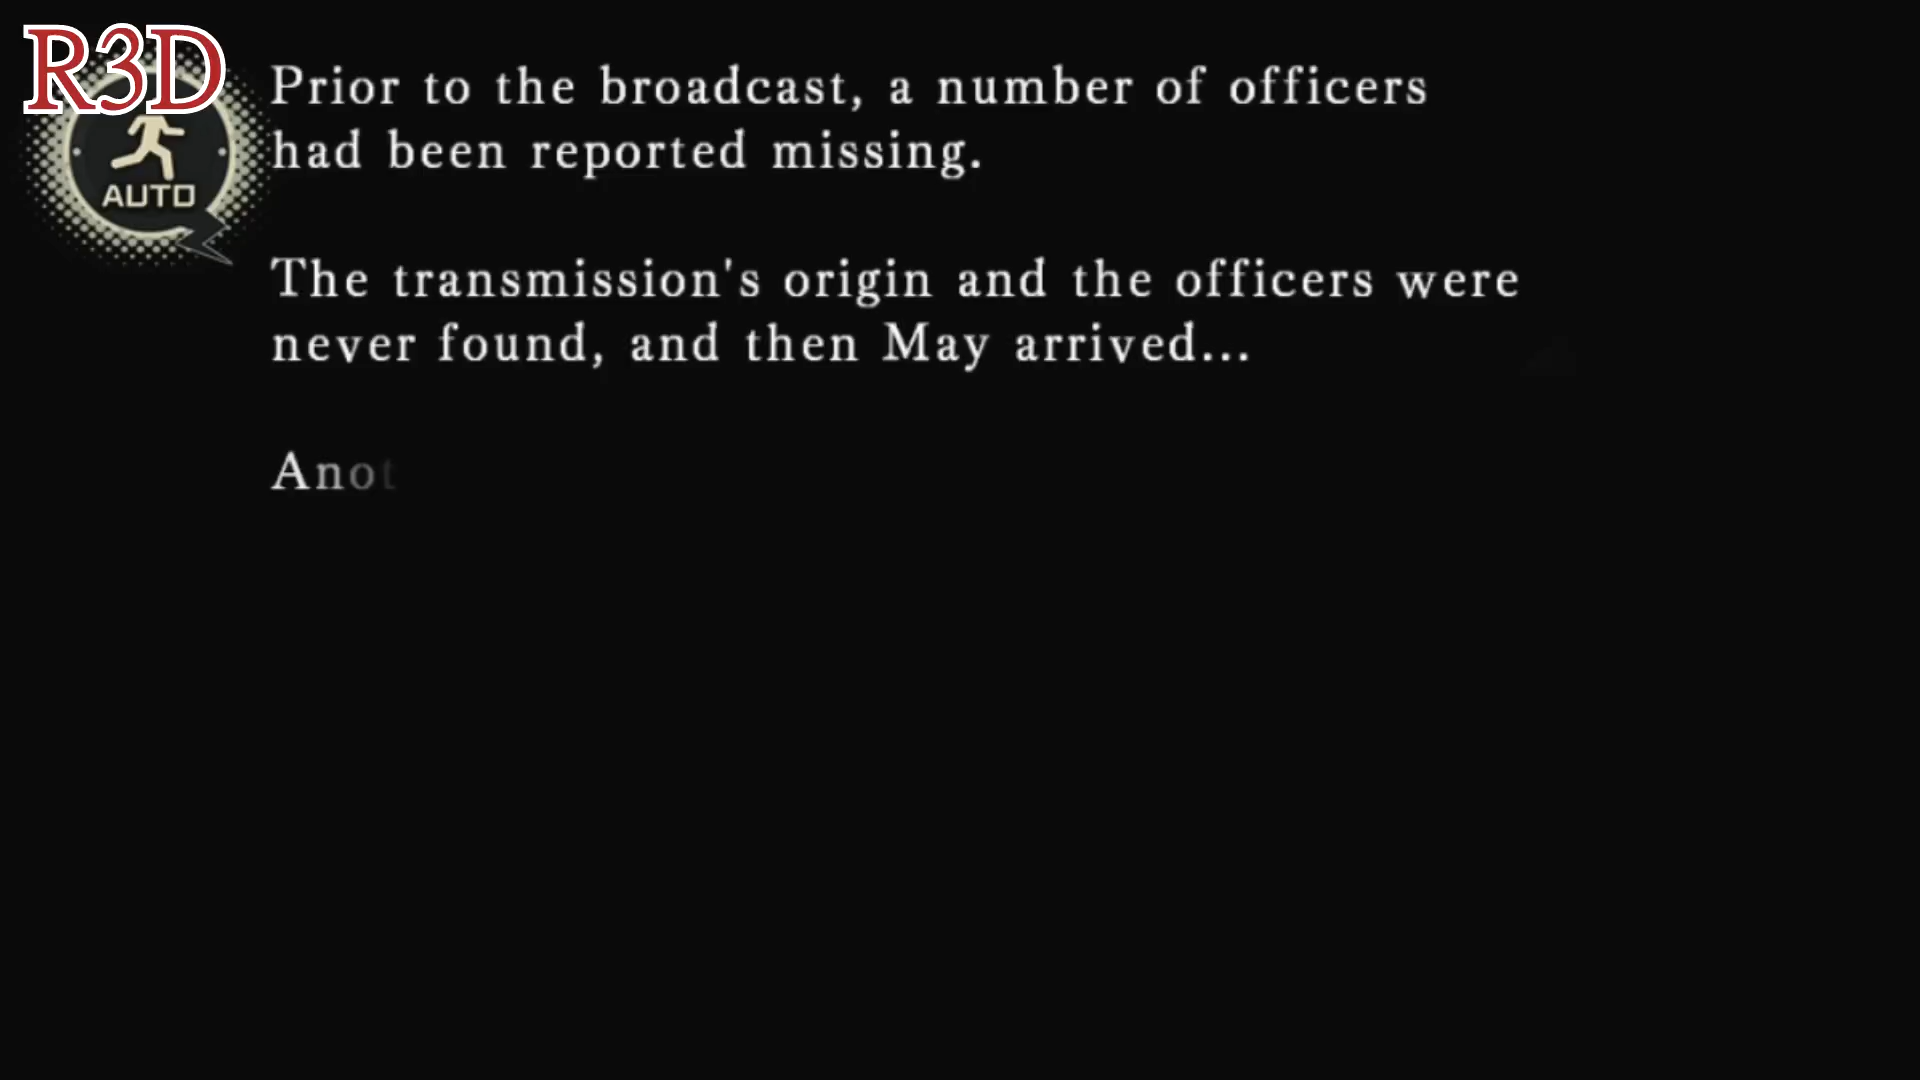 R3D
AUTO
Prior to the broadcast, a number of officers
had been reported missing.
The transmission's origin and the officers were
never found, and then May arrived...
Anot